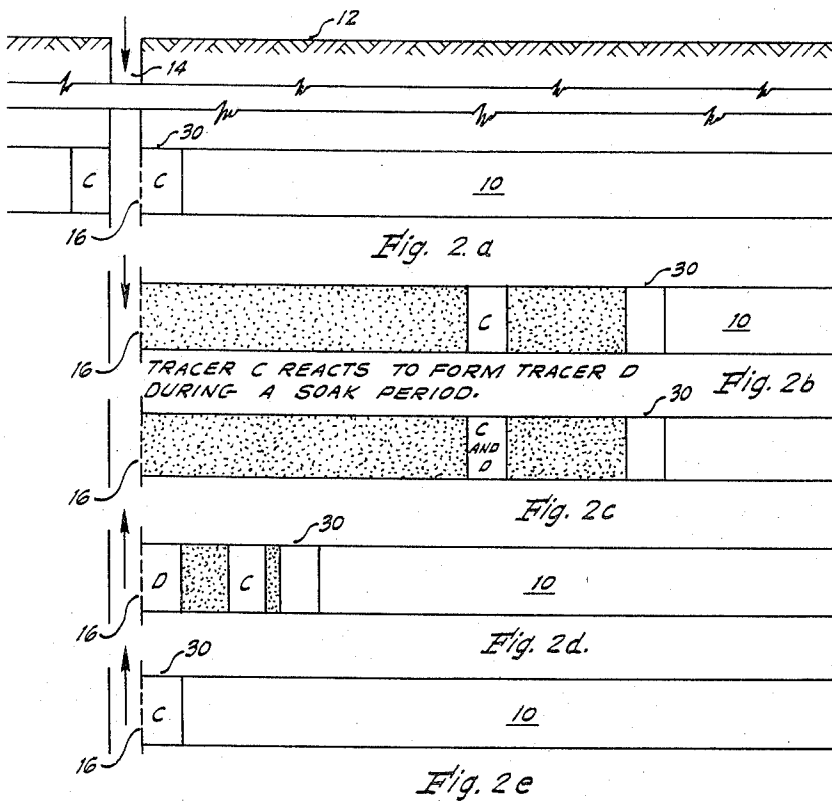 12
14
30
C C 10
16
Fig. 2. a
30
C 10
16
TRACER C REACTS TO FORM TRACER D
DURING A SOAK PERIOD.
Fig. 2b
30
C
AND
D
16
Fig. 2c
30
D C 10
16
Fig. 2d.
30
C 10
16
Fig. 2e